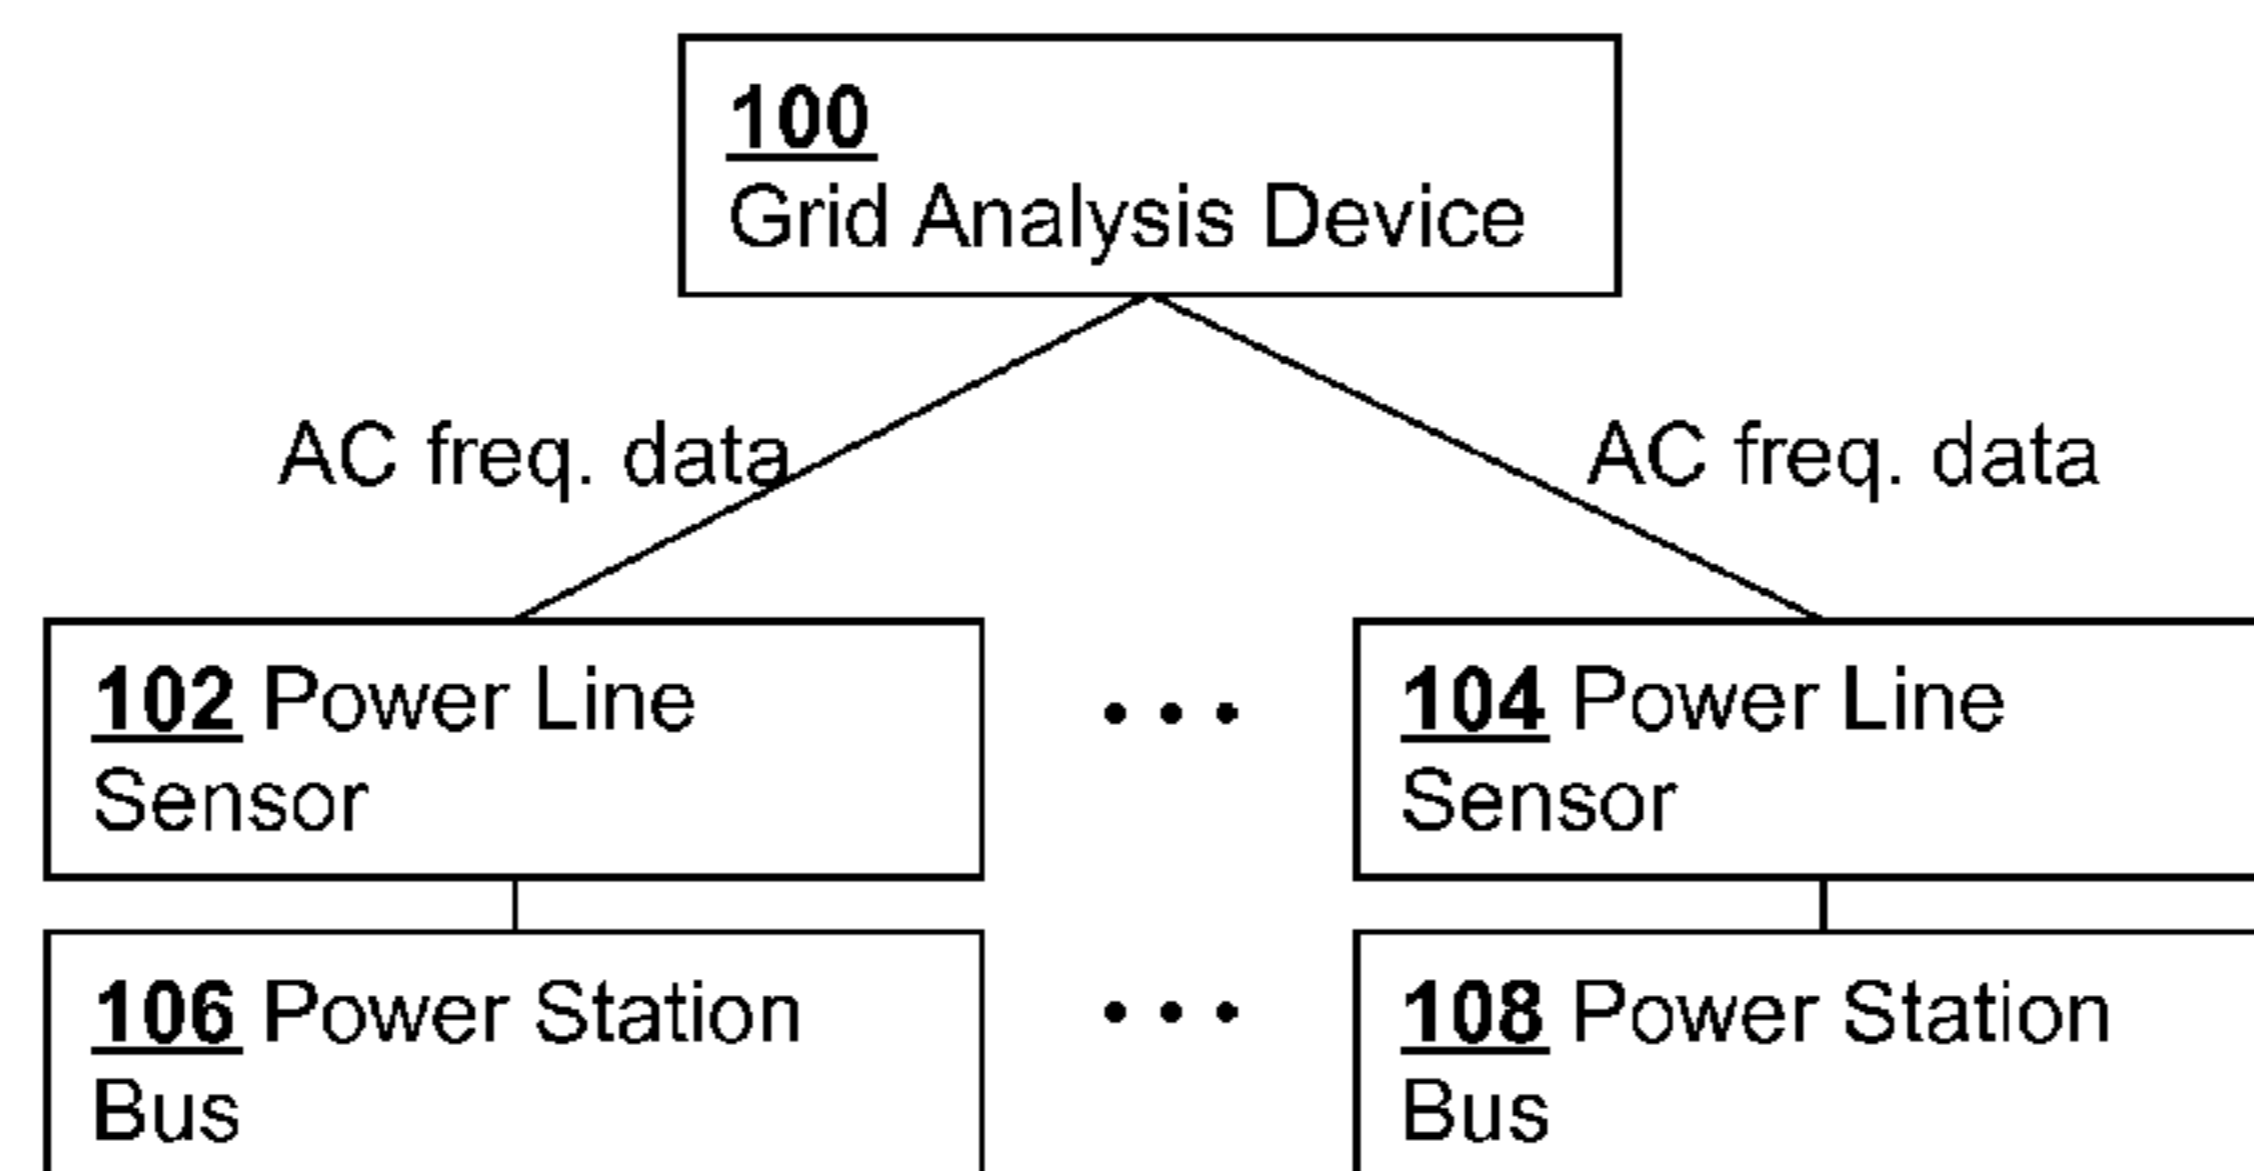 100
Grid Analysis Device
AC freq. data
AC freq. data
102 Power Line
Sensor
104 Power Line
Sensor
106 Power Station
Bus
108 Power Station
Bus